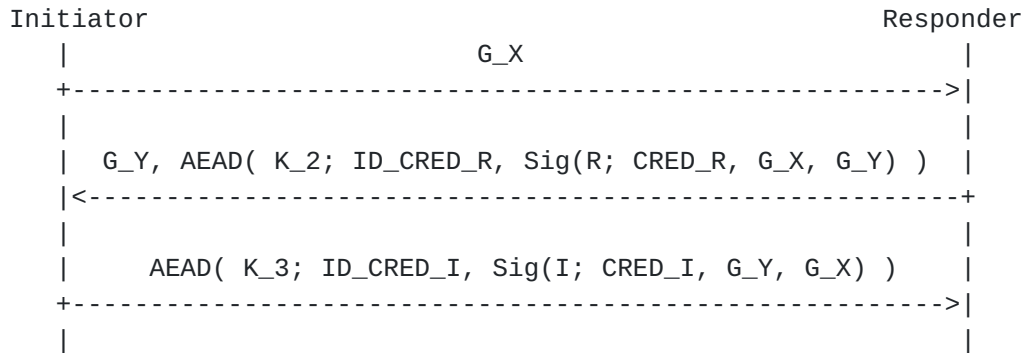 Initiator Responder
G_X
G_Y, AEAD( K_2; ID_CRED_R, Sig(R; CRED_R, G_X, G_Y) )
AEAD( K_3; ID_CRED_I, Sig(I; CRED_I, G_Y, G_X) )